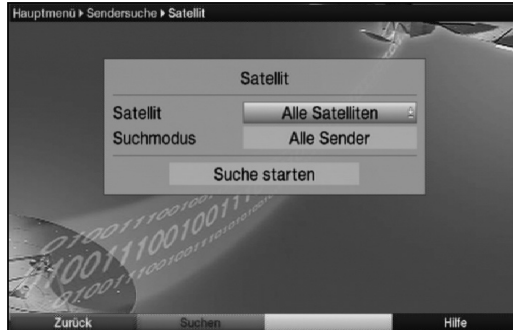 Hauptmenü ▸ Sendersuche ▸ Satellit
Satellit
Satellit Alle Satelliten
Suchmodus Alle Sender
Suche starten
Zurück Suchen Hilfe